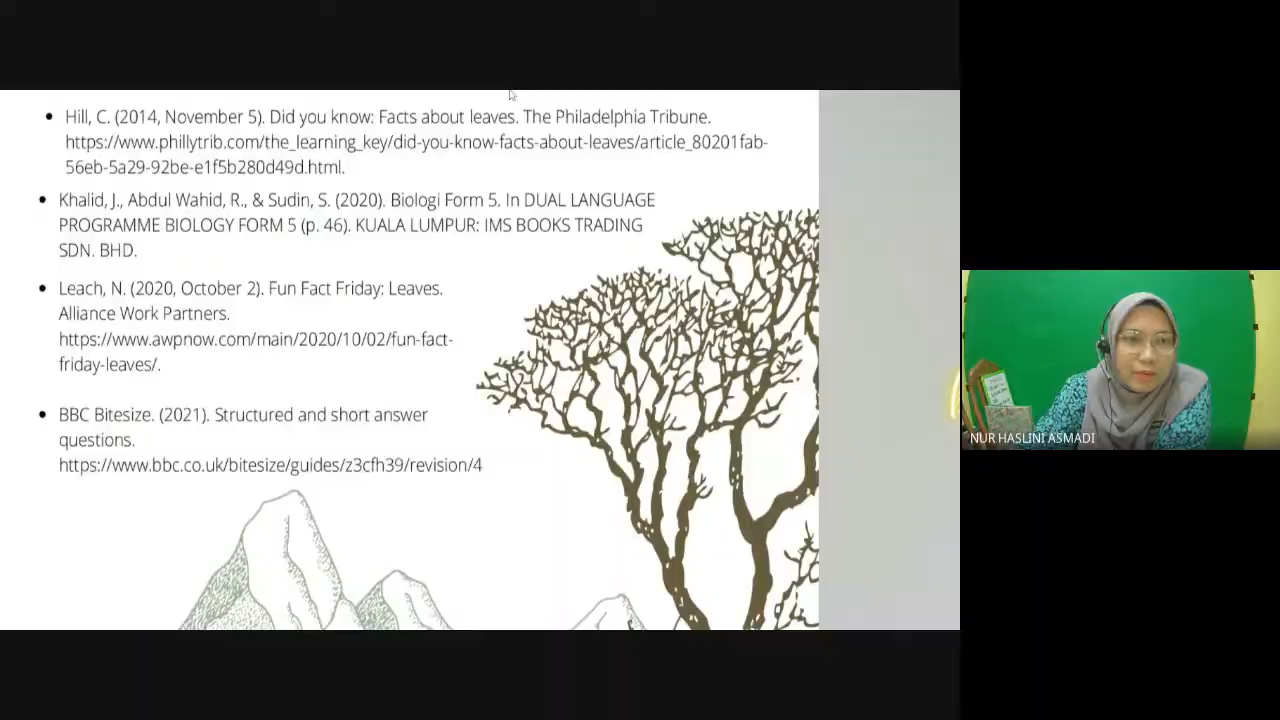 Hill, C. (2014, November 5). Did you know: Facts about leaves. The Philadelphia Tribune.
https://www.phillytrib.com/the_learning_key/did-you-know-facts-about-leaves/article_80201fab-
56eb-5a29-92be-e1f5b280d49d.html.
Khalid, J., Abdul Wahid, R., & Sudin, S. (2020). Biologi Form 5. In DUAL LANGUAGE
PROGRAMME BIOLOGY FORM 5 (p. 46). KUALA LUMPUR: IMS BOOKS TRADING
SDN. BHD.
Leach, N. (2020, October 2). Fun Fact Friday: Leaves.
Alliance Work Partners.
https://www.awpnow.com/main/2020/10/02/fun-fact-
friday-leaves/.
BBC Bitesize. (2021). Structured and short answer
questions.
https://www.bbc.co.uk/bitesize/guides/z3cfh39/revision/4
NUR HASLINI ASMADI